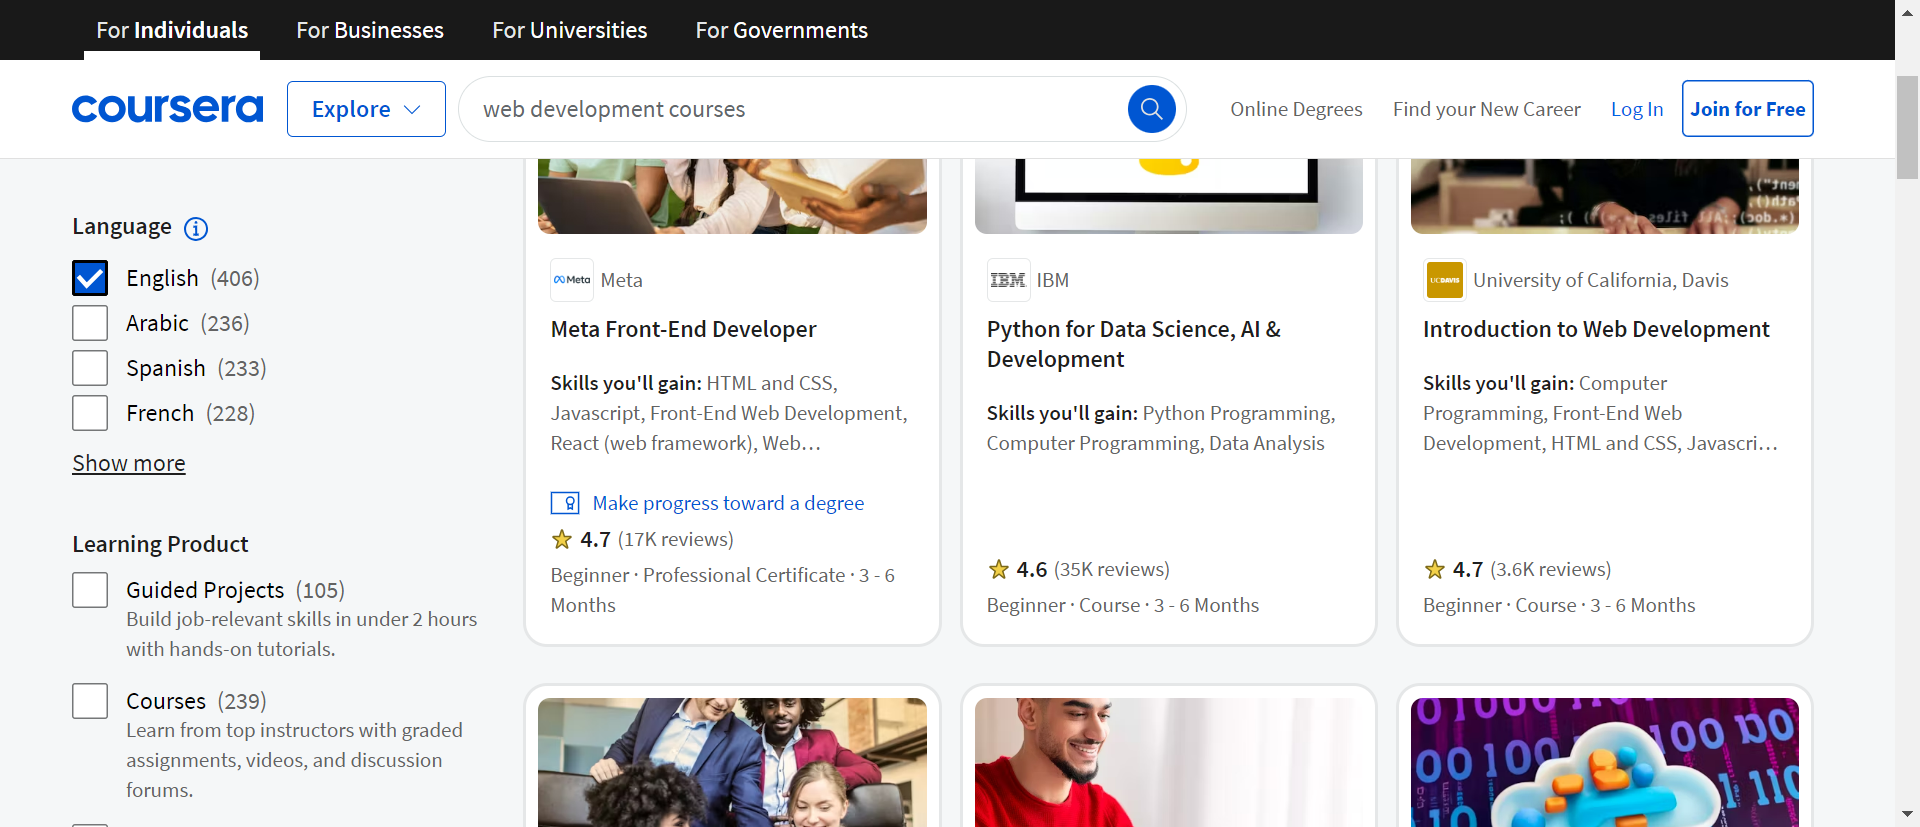 For Individuals
For Businesses
For Universities
For Governments
coursera
Explore
web development courses
Online Degrees
Find your New Career
Log In
Join for Free
Language
English (406)
Arabic (236)
Spanish (233)
French (228)
Show more
Learning Product
Guided Projects (105)
Build job-relevant skills in under 2 hours
with hands-on tutorials.
Courses (239)
Learn from top instructors with graded
assignments, videos, and discussion
forums.
Meta
Meta
Meta Front-End Developer
Skills you'll gain: HTML and CSS,
Javascript, Front-End Web Development,
React (web framework), Web…
Make progress toward a degree
4.7 (17K reviews)
Beginner · Professional Certificate · 3 - 6
Months
IBM
IBM
Python for Data Science, AI &
Development
Skills you'll gain: Python Programming,
Computer Programming, Data Analysis
4.6 (35K reviews)
Beginner · Course · 3 - 6 Months
UCDAVIS
University of California, Davis
Introduction to Web Development
Skills you'll gain: Computer
Programming, Front-End Web
Development, HTML and CSS, Javascri…
4.7 (3.6K reviews)
Beginner · Course · 3 - 6 Months